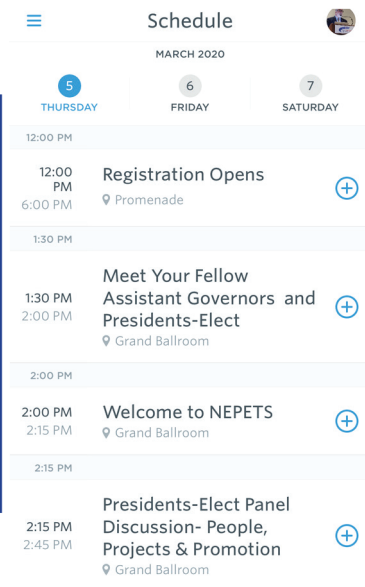 Schedule
MARCH 2020
5 6 7
THURSDAY FRIDAY SATURDAY
12:00 PM
12:00
PM
6:00 PM
Registration Opens
Promenade
1:30 PM
1:30 PM
2:00 PM
Meet Your Fellow
Assistant Governors and
Presidents-Elect
Grand Ballroom
2:00 PM
2:00 PM
2:15 PM
Welcome to NEPETS
Grand Ballroom
2:15 PM
2:15 PM
2:45 PM
Presidents-Elect Panel
Discussion- People,
Projects & Promotion
Grand Ballroom